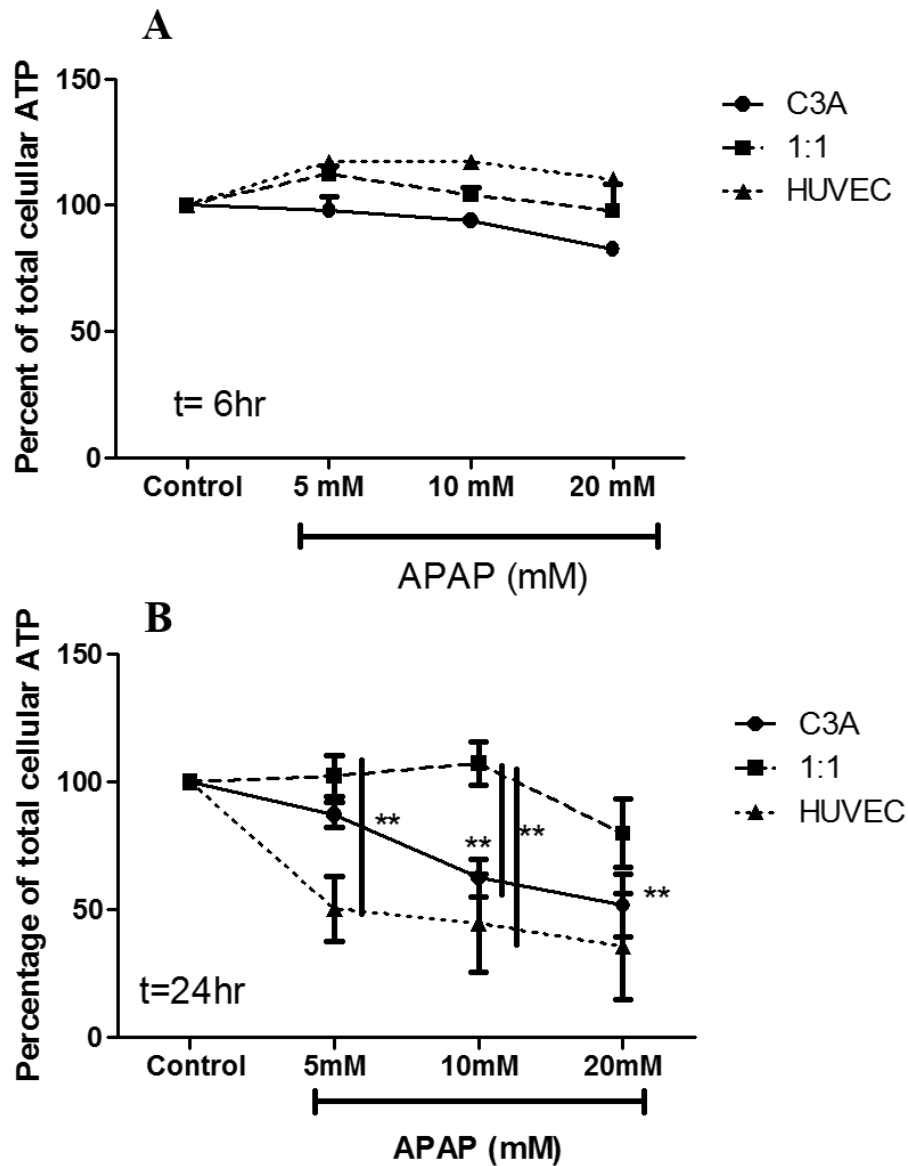 A
Percent of total celullar ATP
150
100
50
0
t= 6hr
Control 5 mM 10 mM 20 mM
APAP (mM)
C3A
1:1
HUVEC
B
Percentage of total cellular ATP
150
100
50
0
**
**
**
**
t=24hr
Control 5mM 10mM 20mM
APAP (mM)
C3A
1:1
HUVEC